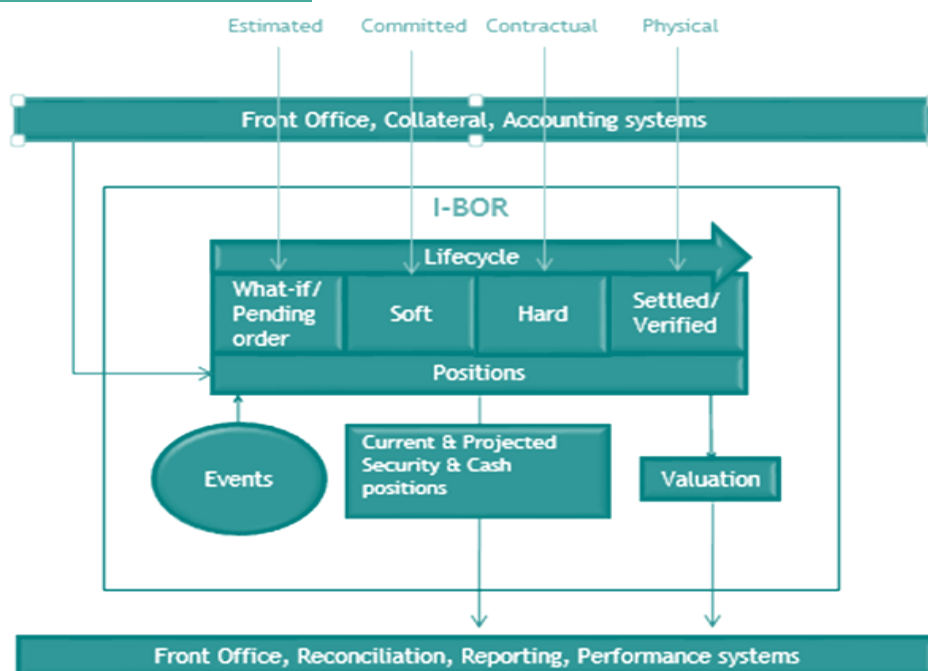 Estimated Committed Contractual Physical
Front Office, Collateral, Accounting systems
I-BOR
Lifecycle
What-if/
Pending
order
Soft
Hard
Settled/
Verified
Positions
Events
Current & Projected
Security & Cash
positions
Valuation
Front Office, Reconciliation, Reporting, Performance systems